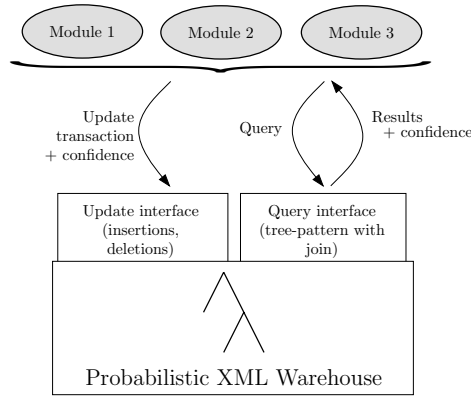 Module 1
Module 2
Module 3
Update
transaction
+ confidence
Query
Results
+ confidence
Update interface
(insertions,
deletions)
Query interface
(tree-pattern with
join)
Probabilistic XML Warehouse